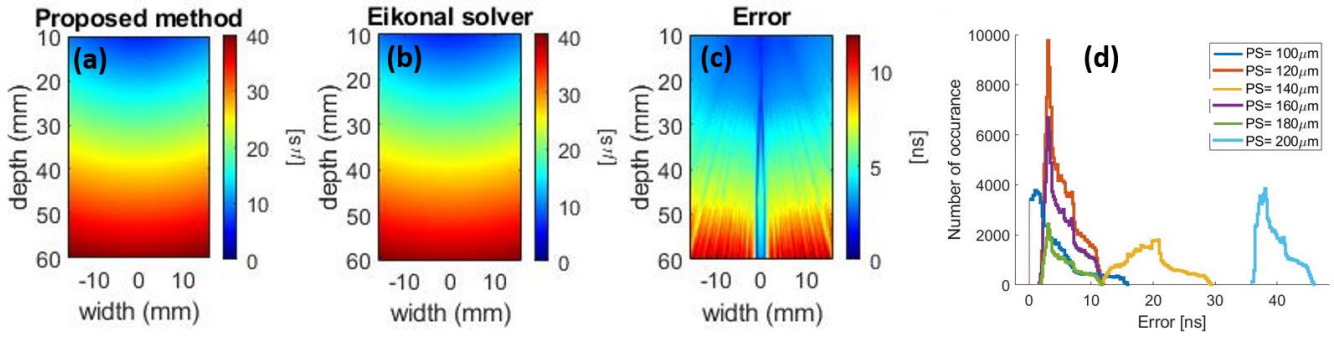 Proposed method
(a)
10
20
30
40
50
60
depth (mm)
-10 0 10
width (mm)
40
30
20
10
0
[μs]
Eikonal solver
(b)
10
20
30
40
50
60
depth (mm)
-10 0 10
width (mm)
40
30
20
10
0
[μs]
Error
(c)
10
20
30
40
50
60
depth (mm)
-10 0 10
width (mm)
10
5
0
[ns]
(d)
10000
8000
6000
4000
2000
0
Number of occurance
0 10 20 30 40
Error [ns]
PS= 100μm
PS= 120μm
PS= 140μm
PS= 160μm
PS= 180μm
PS= 200μm